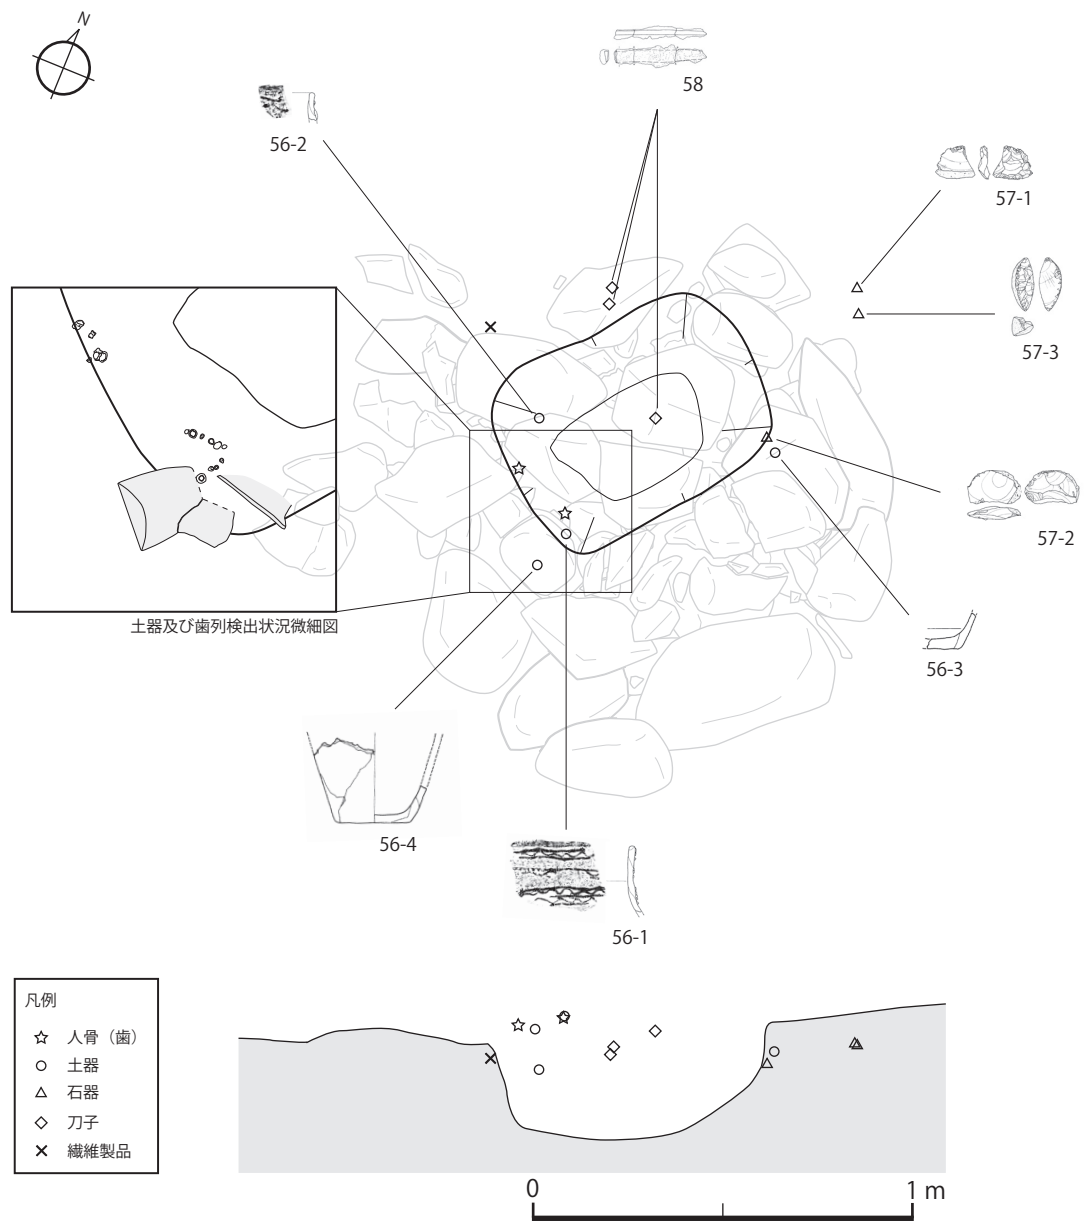 N
58
56-2
57-1
57-3
57-2
土器及び歯列検出状況微細図
56-3
56-4
56-1
凡例
人骨（歯）
土器
石器
刀子
繊維製品
0
1 m